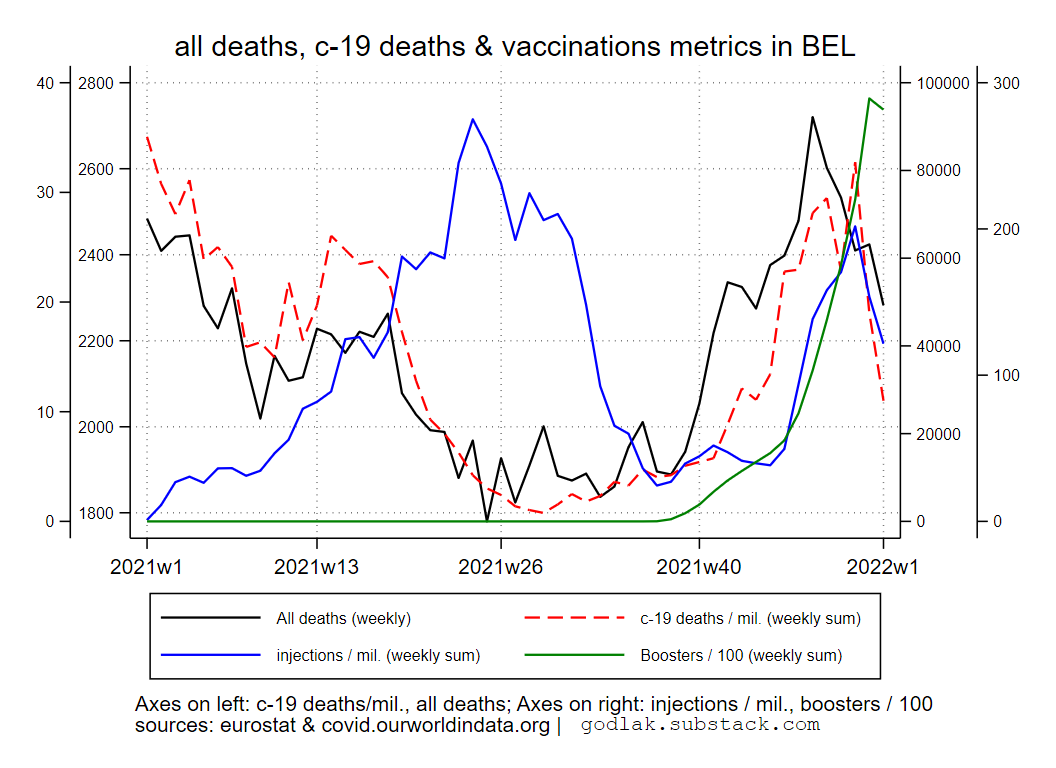 all deaths, c-19 deaths & vaccinations metrics in BEL
40 2800 100000 300
2600 80000
30
2400 60000 200
20
2200 40000
100
10 2000 20000
0 1800 0 0
2021w1 2021w13 2021w26 2021w40 2022w1
All deaths (weekly) c-19 deaths / mil. (weekly sum)
injections / mil. (weekly sum) Boosters / 100 (weekly sum)
Axes on left: c-19 deaths/mil., all deaths; Axes on right: injections / mil., boosters / 100
sources: eurostat & covid.ourworldindata.org | godlak.substack.com